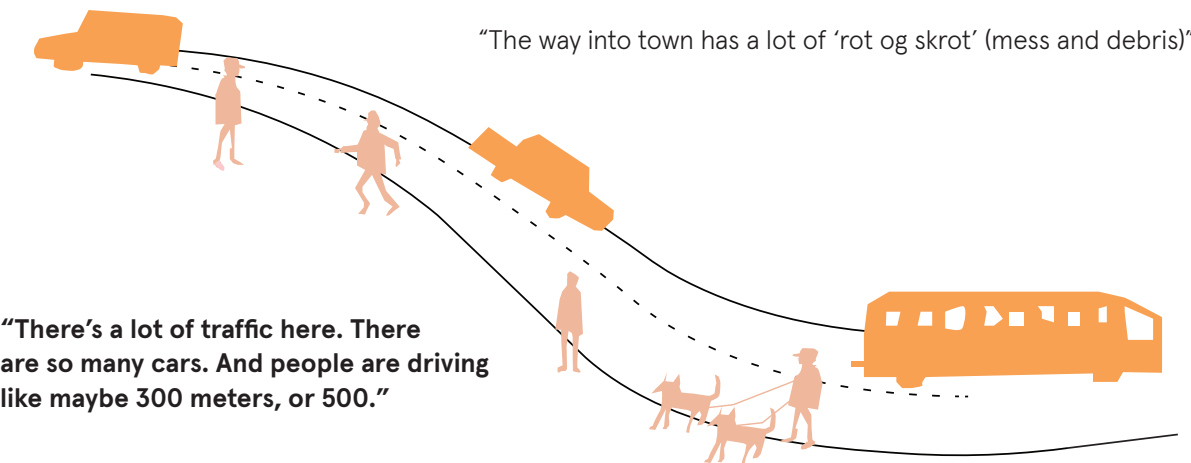 “The way into town has a lot of ‘rot og skrot’ (mess and debris)”
“There’s a lot of traffic here. There
are so many cars. And people are driving
like maybe 300 meters, or 500.”